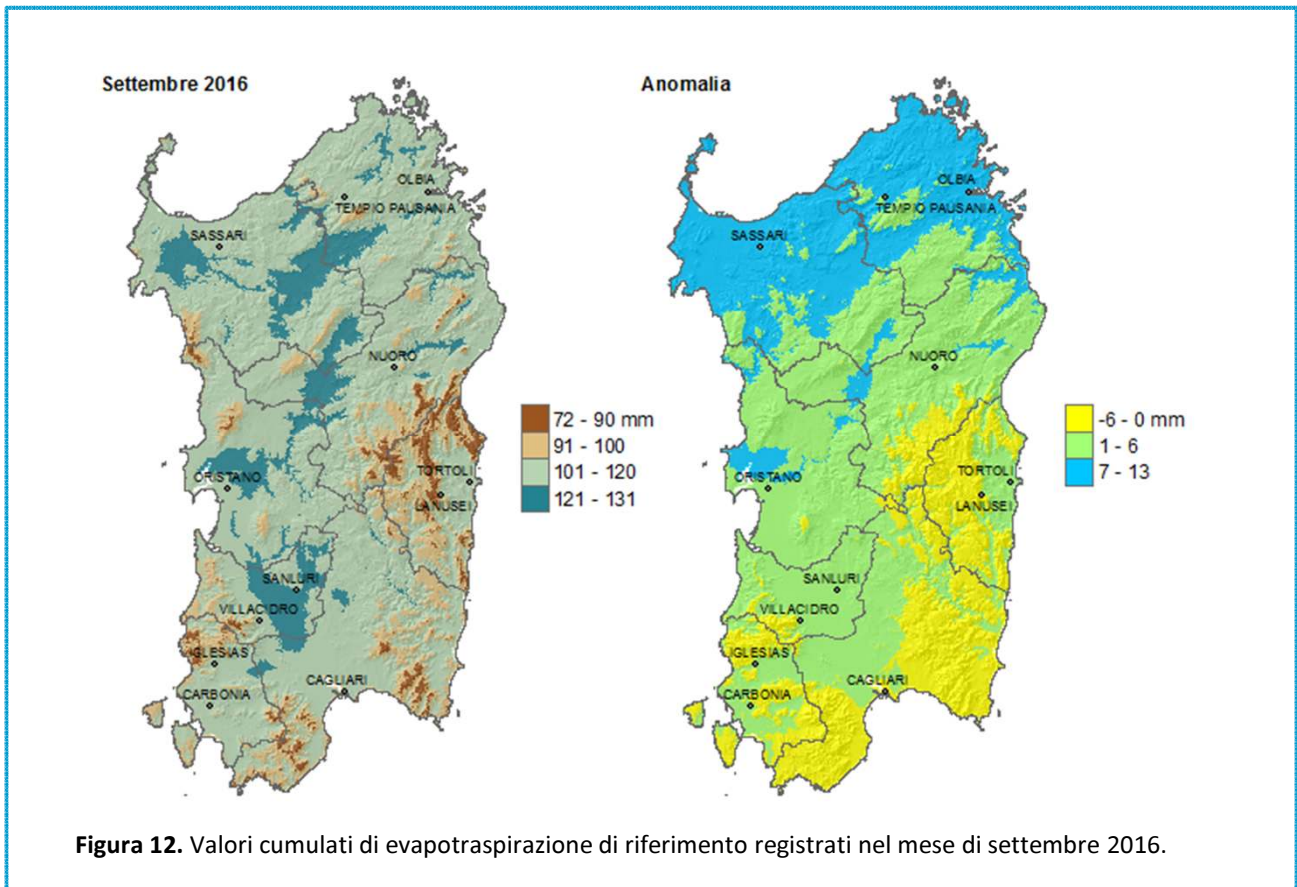 Settembre 2016
OLBIA
TEMPIO PAUSANIA
SASSARI
NUORO
72 - 90 mm
91 - 100
101 - 120
121 - 131
TORTOLI
ORISTANO
LANUSEI
SANLURI
VILLACIDRO
IGLESIAS
CAGLIARI
CARBONIA
Anomalia
OLBIA
TEMPIO PAUSANIA
SASSARI
NUORO
-6 - 0 mm
1 - 6
7 - 13
TORTOLI
ORISTANO
LANUSEI
SANLURI
VILLACIDRO
IGLESIAS
CAGLIARI
CARBONIA
Figura 12. Valori cumulati di evapotraspirazione di riferimento registrati nel mese di settembre 2016.